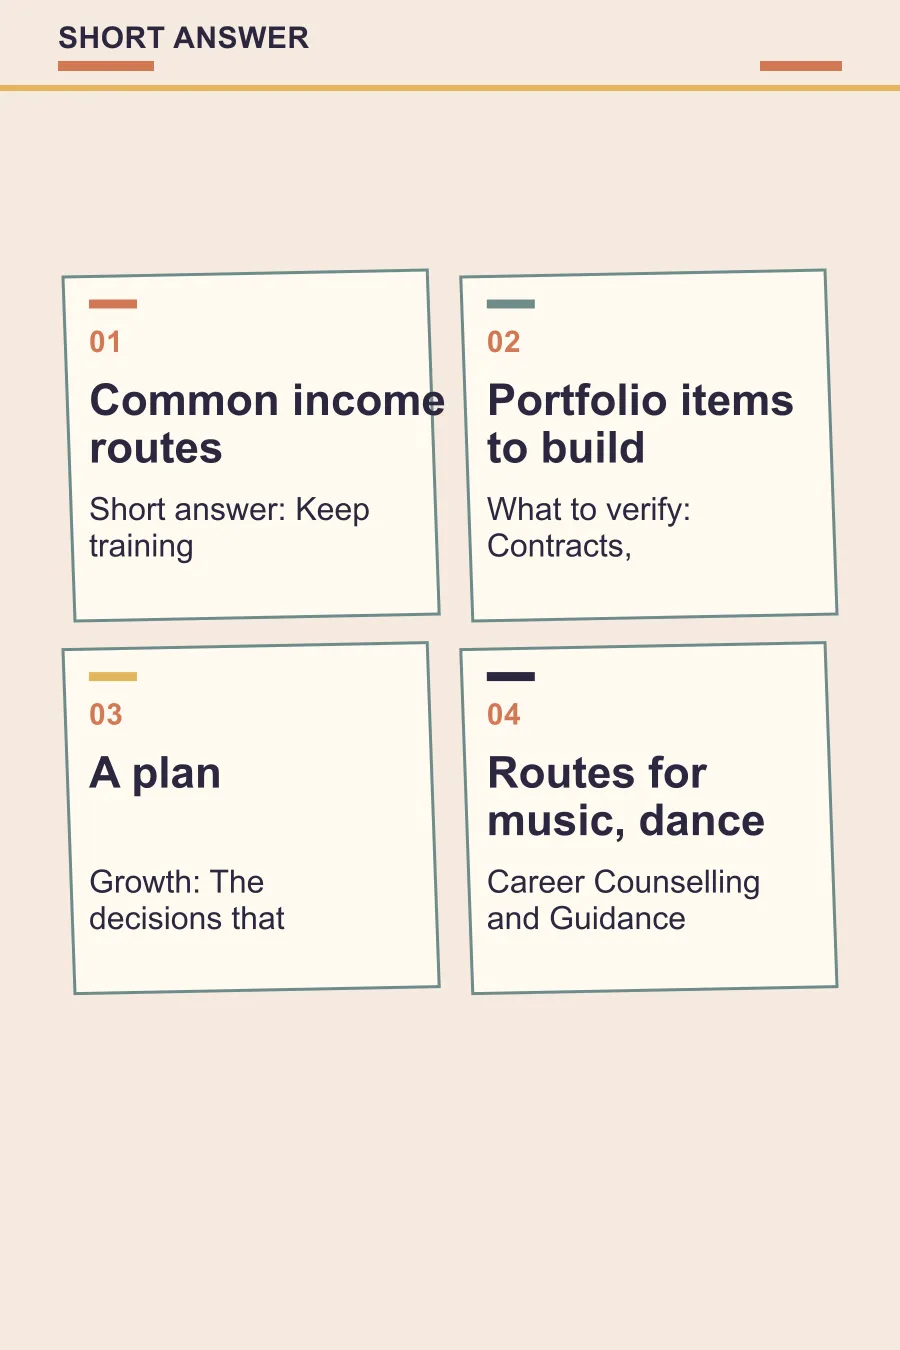 SHORT ANSWER
01
Common income
routes
Short answer: Keep
training
02
Portfolio items
to build
What to verify:
Contracts,
03
A plan
Growth: The
decisions that
04
Routes for
music, dance
Career Counselling
and Guidance